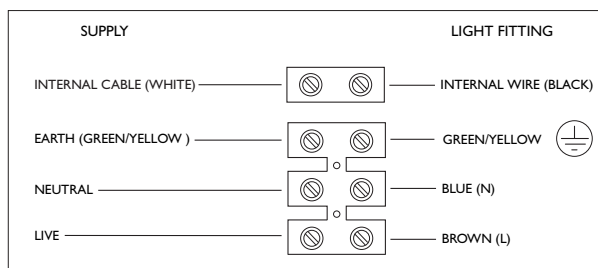 SUPPLY LIGHT FITTING
INTERNAL CABLE (WHITE) INTERNAL WIRE (BLACK)
EARTH (GREEN/YELLOW ) GREEN/YELLOW
NEUTRAL BLUE (N)
LIVE BROWN (L)